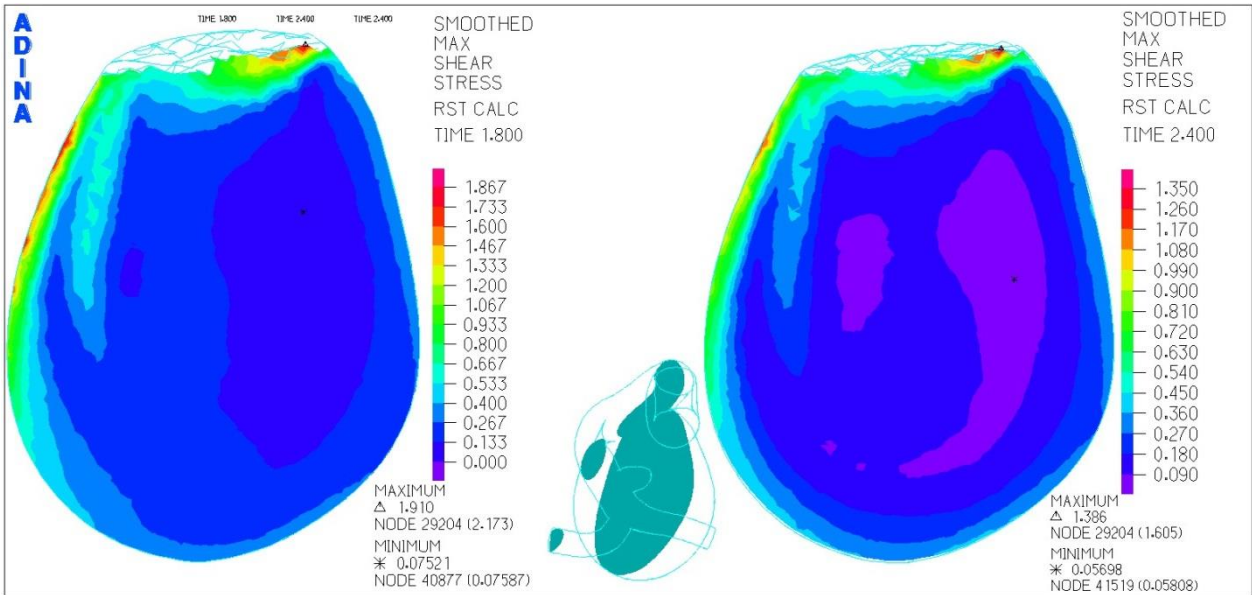 ADINA
TIME 1.800 TIME 2.400 TIME 2.400
SMOOTHED
MAX
SHEAR
STRESS
RST CALC
TIME 1.800
1.867
1.733
1.600
1.467
1.333
1.200
1.067
0.933
0.800
0.667
0.533
0.400
0.267
0.133
0.000
MAXIMUM
△ 1.910
NODE 29204 (2.173)
MINIMUM
* 0.07521
NODE 40877 (0.07587)
SMOOTHED
MAX
SHEAR
STRESS
RST CALC
TIME 2.400
1.350
1.260
1.170
1.080
0.990
0.900
0.810
0.720
0.630
0.540
0.450
0.360
0.270
0.180
0.090
MAXIMUM
△ 1.386
NODE 29204 (1.605)
MINIMUM
* 0.05698
NODE 41519 (0.05808)